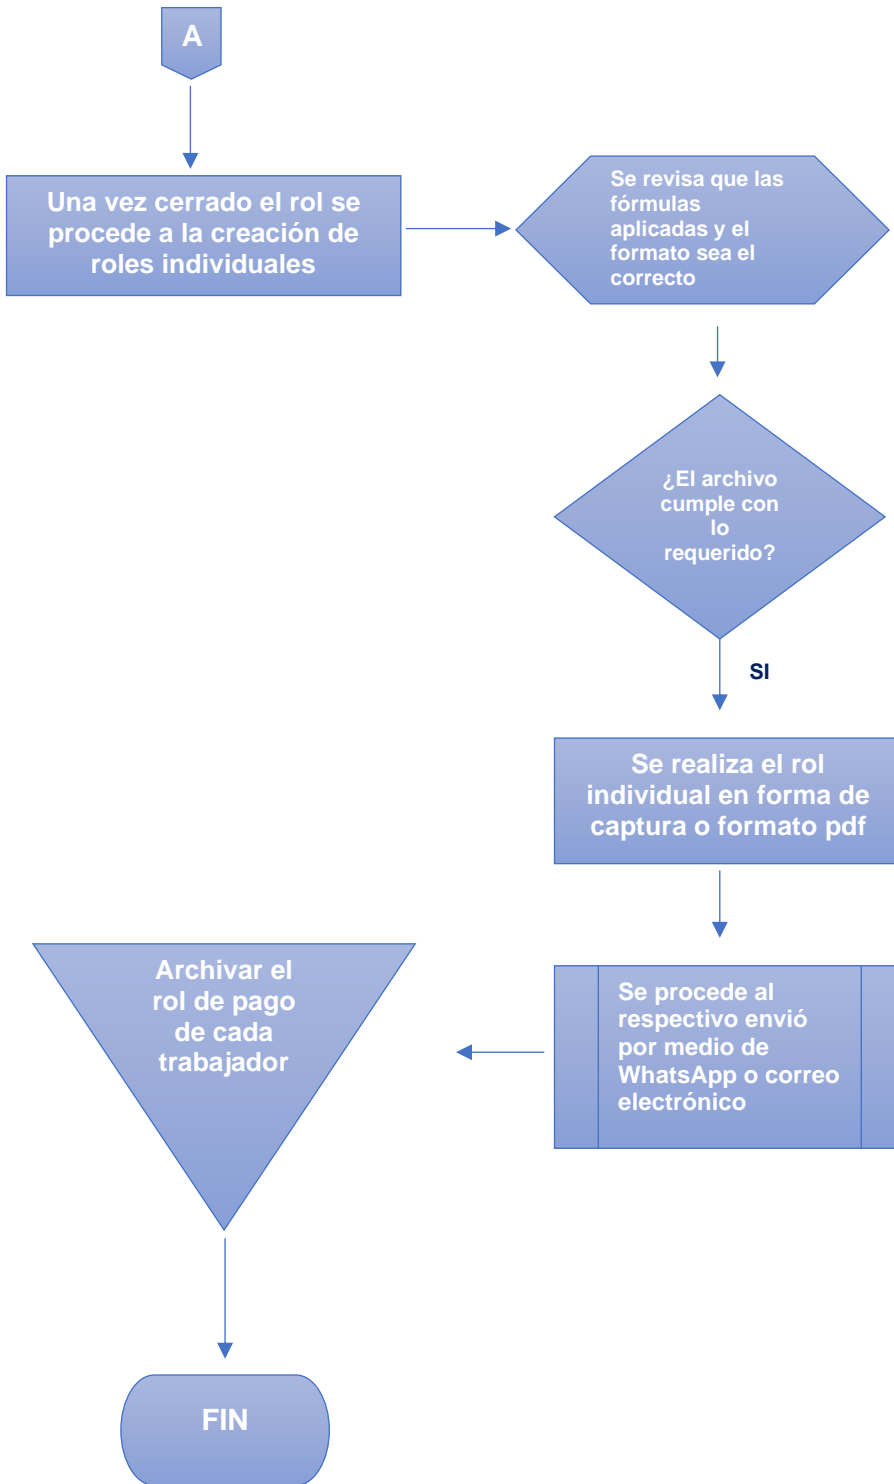 A
Una vez cerrado el rol se
procede a la creación de
roles individuales
Se revisa que las
fórmulas
aplicadas y el
formato sea el
correcto
¿El archivo
cumple con
lo
requerido?
SI
Se realiza el rol
individual en forma de
captura o formato pdf
Se procede al
respectivo envió
por medio de
WhatsApp o correo
electrónico
Archivar el
rol de pago
de cada
trabajador
FIN